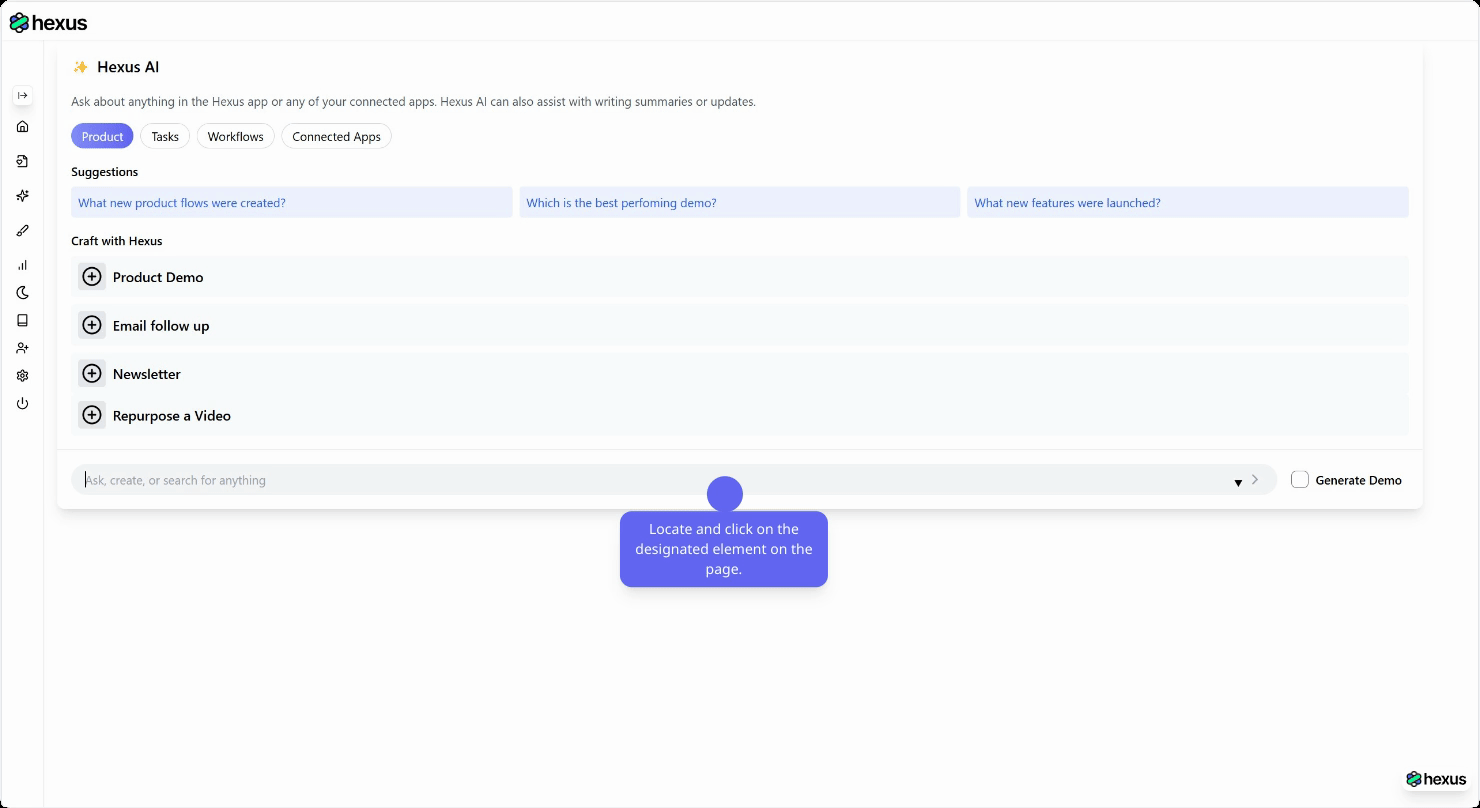 hexus
Hexus AI
Ask about anything in the Hexus app or any of your connected apps. Hexus AI can also assist with writing summaries or updates.
Product Tasks Workflows Connected Apps
Suggestions
What new product flows were created? Which is the best perfoming demo? What new features were launched?
Craft with Hexus
Product Demo
Email follow up
Newsletter
Repurpose a Video
Ask, create, or search for anything Generate Demo
Locate and click on the
designated element on the
page.
hexus